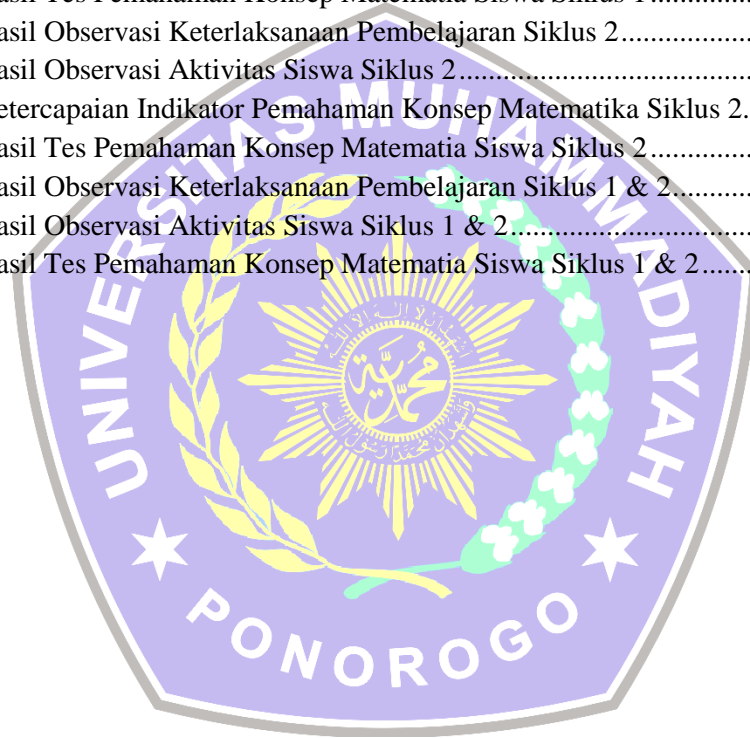 asil Tes Pemahaman Konsep Matematia Siswa Siklus 1............
asil Observasi Keterlaksanaan Pembelajaran Siklus 2............
asil Observasi Aktivitas Siswa Siklus 2............
etercapaian Indikator Pemahaman Konsep Matematika Siklus 2.
asil Tes Pemahaman Konsep Matematia Siswa Siklus 2............
asil Observasi Keterlaksanaan Pembelajaran Siklus 1 & 2............
asil Observasi Aktivitas Siswa Siklus 1 & 2............
asil Tes Pemahaman Konsep Matematia Siswa Siklus 1 & 2............
UNIVERSITAS MUHAMMADIYAH
محمدية
PONOROGO